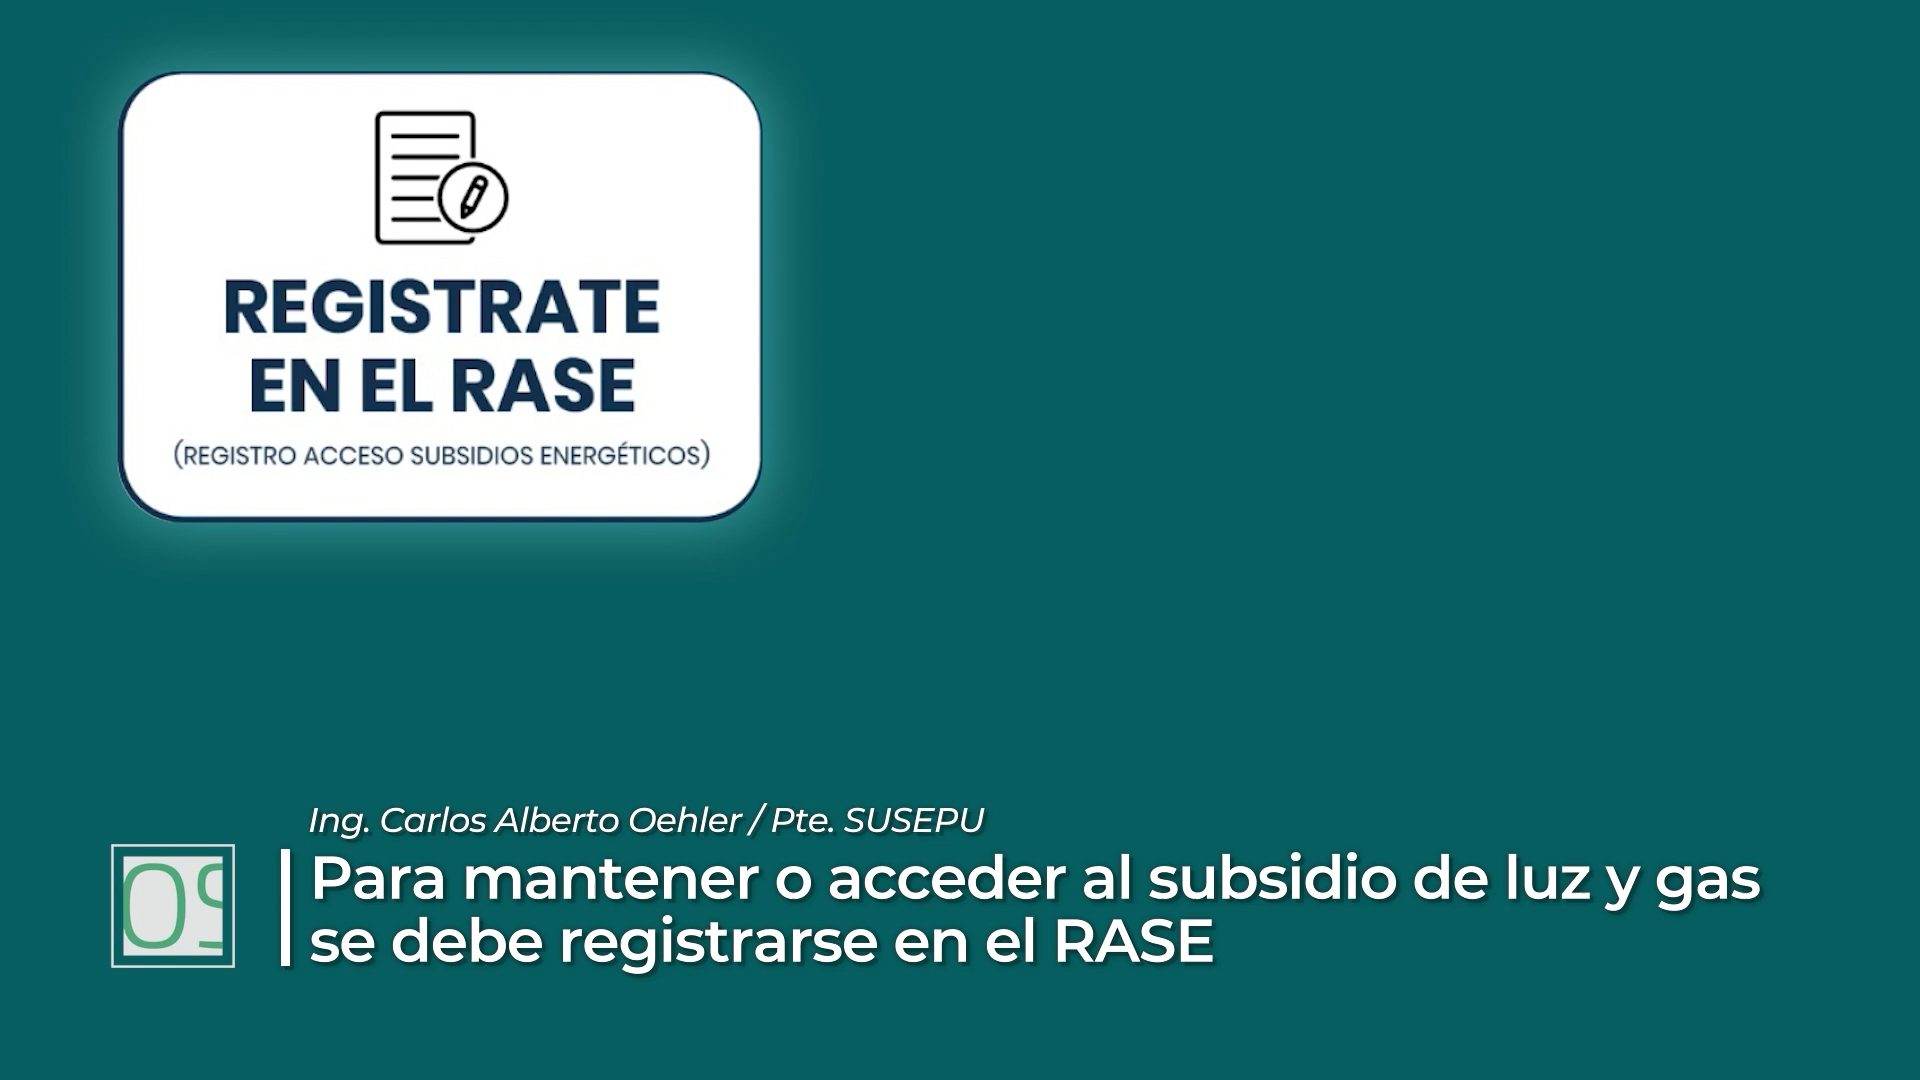 REGISTRATE
EN EL RASE
(REGISTRO ACCESO SUBSIDIOS ENERGÉTICOS)
Ing. Carlos Alberto Oehler / Pte. SUSEPU
Para mantener o acceder al subsidio de luz y gas
se debe registrarse en el RASE